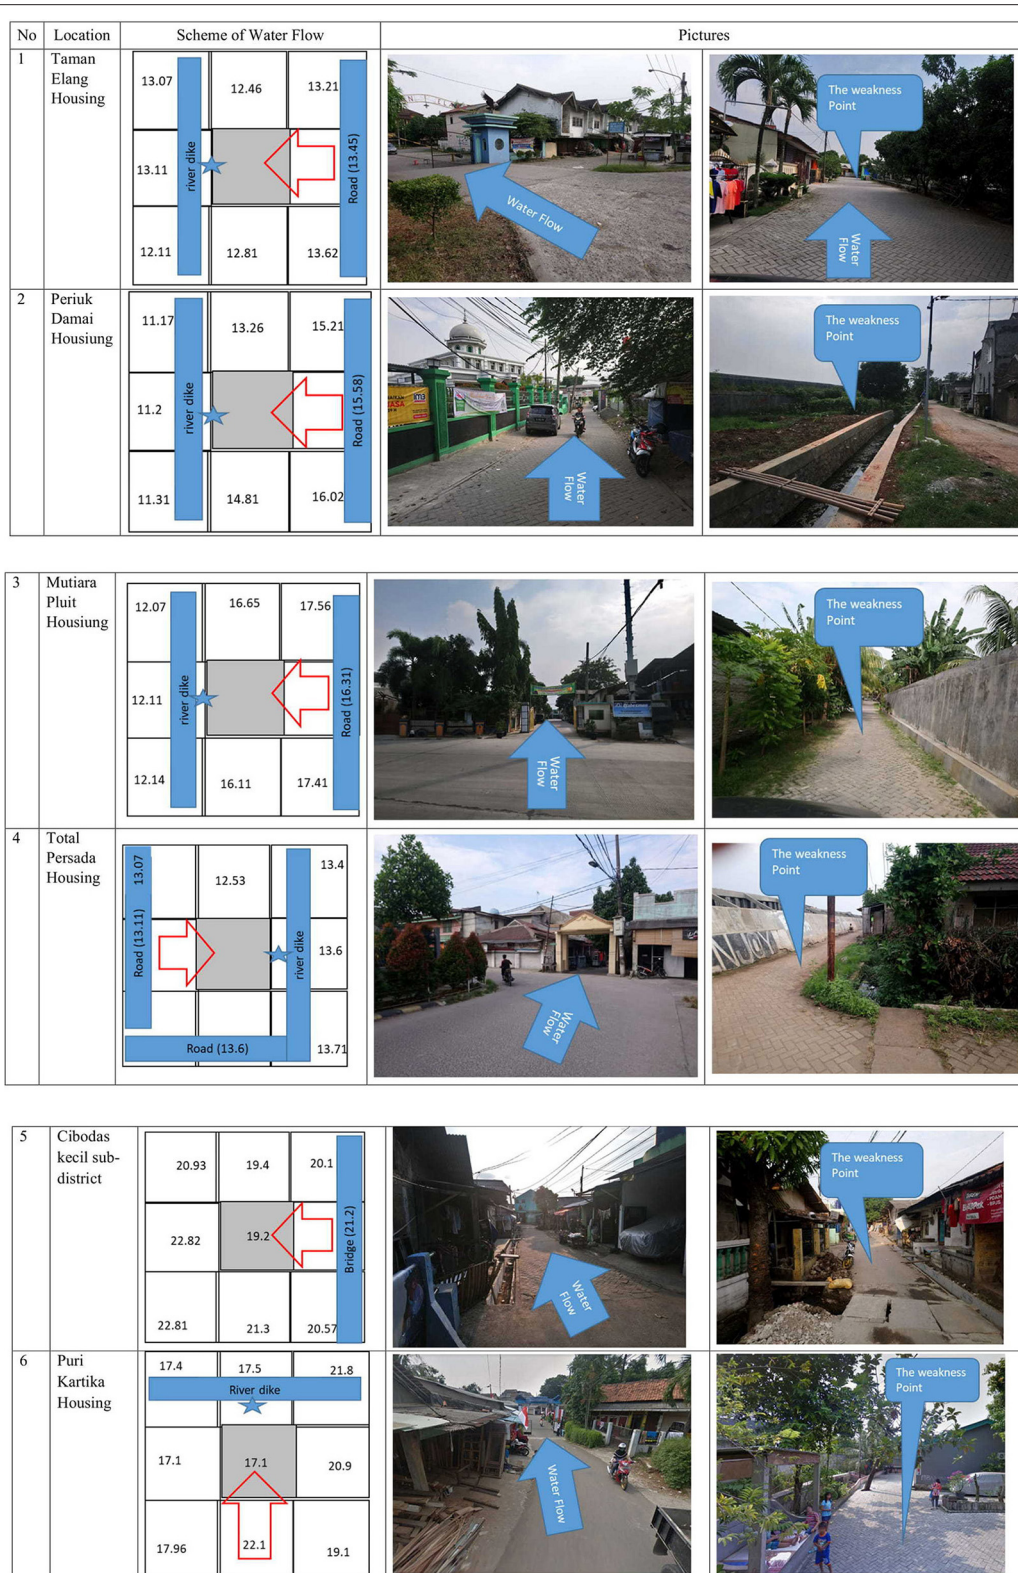 No Location Scheme of Water Flow Pictures
1 Taman
Elang
Housing
13.07 12.46 13.21
13.11 river dike Road (13.45)
12.11 12.81 13.62
Water Flow
The weakness
Point
Water
Flow
2 Periuk
Damai
Housiung
11.17 13.26 15.21
11.2 river dike Road (15.58)
11.31 14.81 16.02
Water
Flow
The weakness
Point
3 Mutiara
Pluit
Housiung
12.07 16.65 17.56
12.11 river dike Road (16.31)
12.14 16.11 17.41
Water
Flow
The weakness
Point
4 Total
Persada
Housing
13.07 12.53 13.4
Road (13.11) river dike 13.6
Road (13.6) 13.71
Water
Flow
The weakness
Point
5 Cibodas
kecil sub-
district
20.93 19.4 20.1
22.82 19.2 Bridge (21.2)
22.81 21.3 20.57
Water
Flow
The weakness
Point
6 Puri
Kartika
Housing
17.4 17.5 21.8
River dike
17.1 17.1 20.9
17.96 22.1 19.1
Water Flow
The weakness
Point